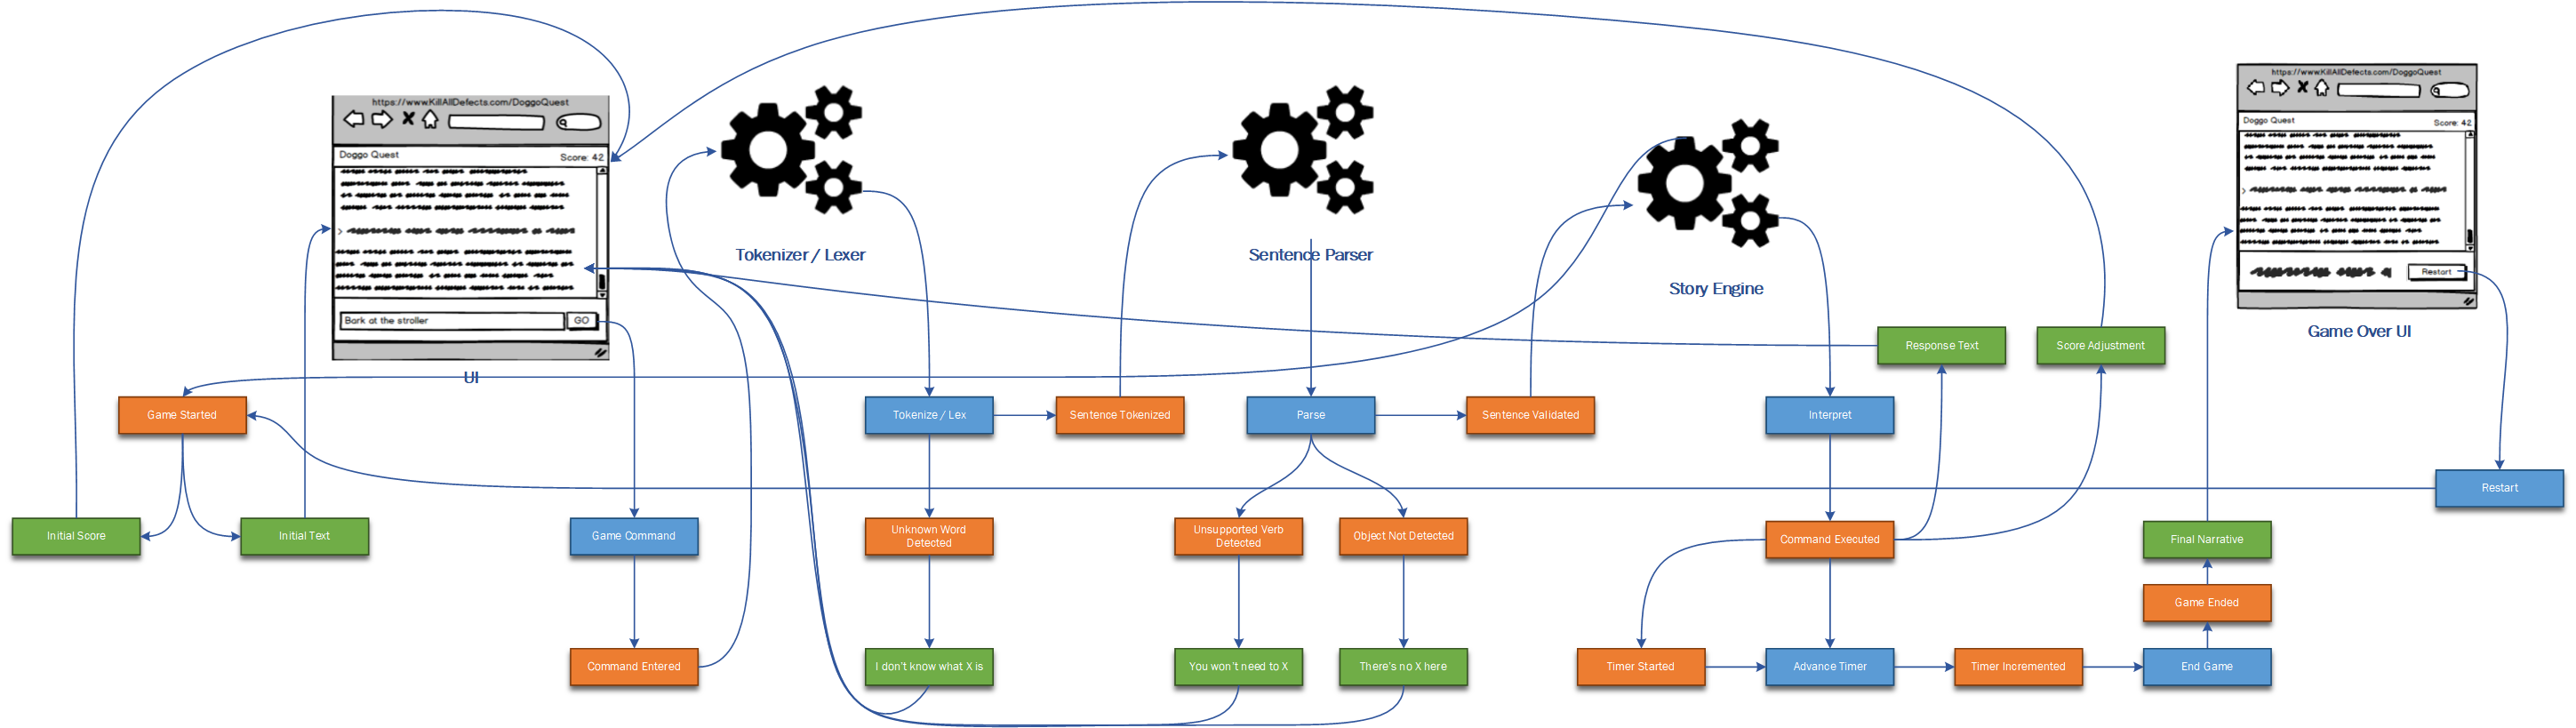 https://www.KillAllDefects.com/DoggoQuest
Doggo Quest
Score: 42
Bark at the stroller
GO
UI
Tokenizer / Lexer
Sentence Parser
Story Engine
https://www.KillAllDefects.com/DoggoQuest
Doggo Quest
Score: 42
Restart
Game Over UI
Response Text
Score Adjustment
Game Started
Tokenize / Lex
Sentence Tokenized
Parse
Sentence Validated
Interpret
Restart
Initial Score
Initial Text
Game Command
Unknown Word
Detected
Unsupported Verb
Detected
Object Not Detected
Command Executed
Final Narrative
Game Ended
Command Entered
I don't know what X is
You won't need to X
There's no X here
Timer Started
Advance Timer
Timer Incremented
End Game